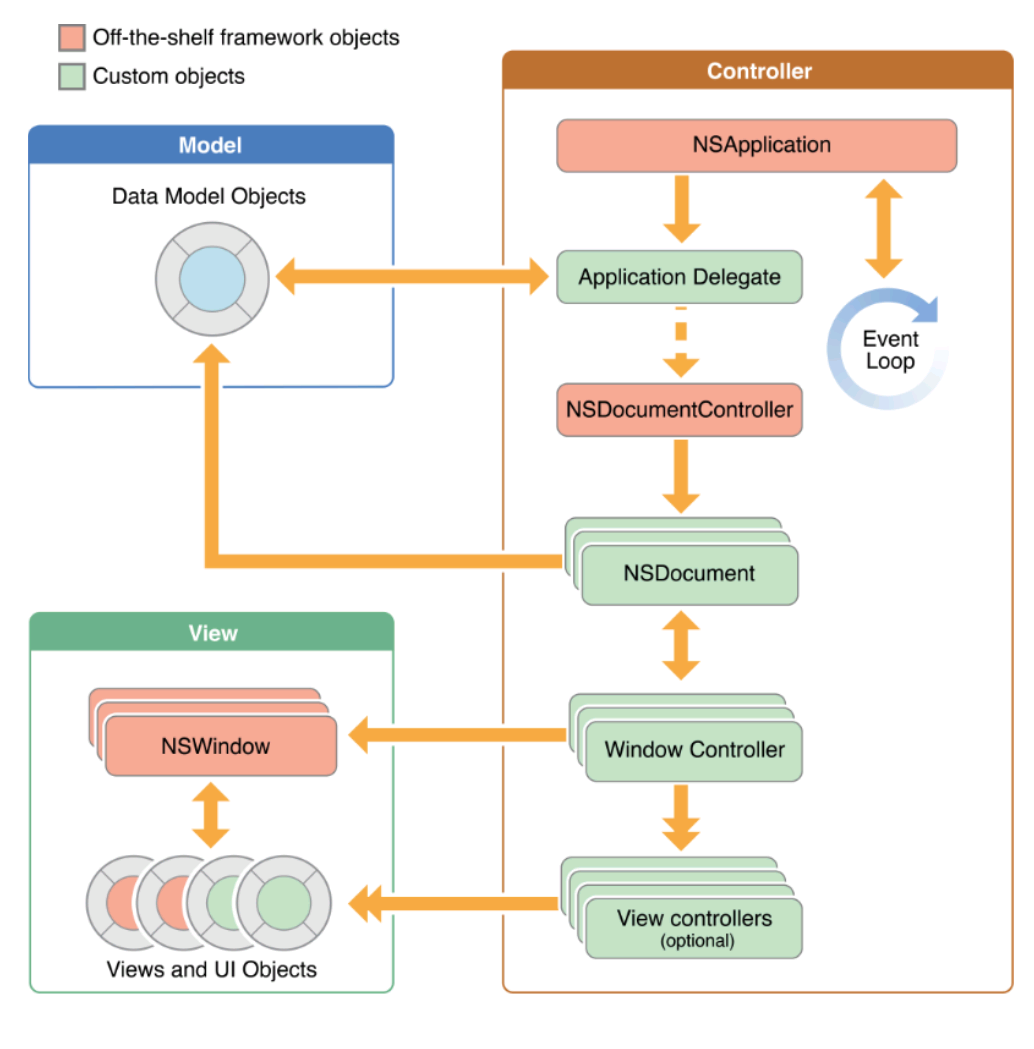 Off-the-shelf framework objects
Custom objects
Model
Data Model Objects
Controller
NSApplication
Application Delegate
Event
Loop
NSDocumentController
NSDocument
Window Controller
View controllers
(optional)
View
NSWindow
Views and UI Objects